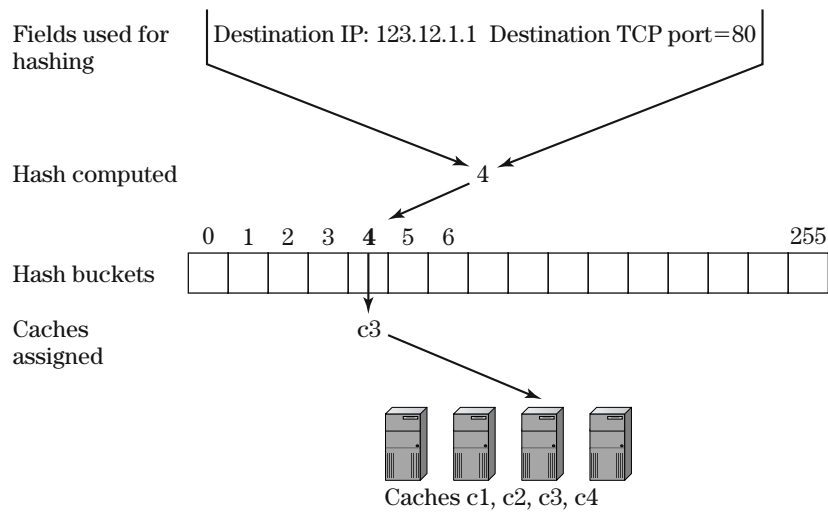 Fields used for
hashing
Destination IP: 123.12.1.1 Destination TCP port=80
Hash computed
4
0 1 2 3 4 5 6 255
Hash buckets
Caches
assigned
c3
Caches c1, c2, c3, c4